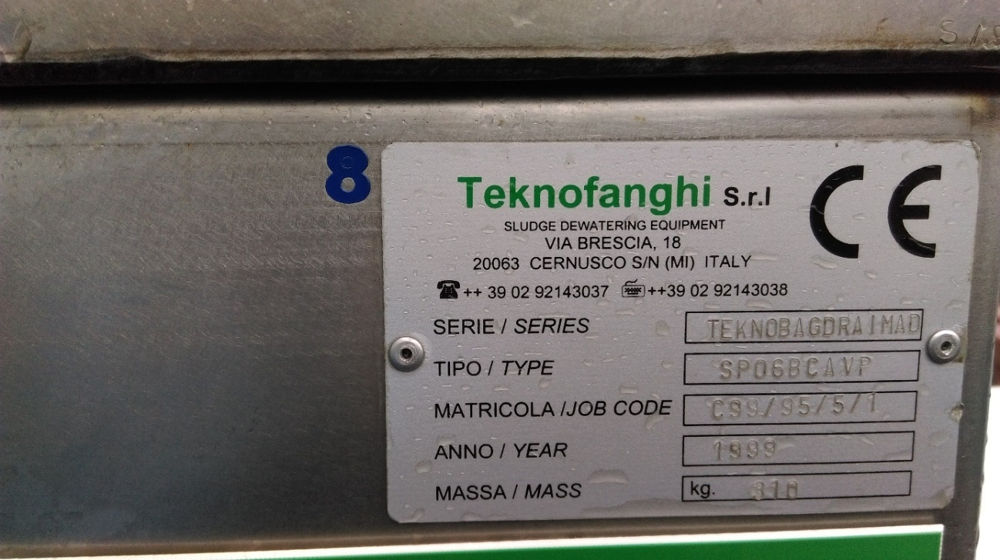 8
Teknofanghi S.r.l
CE
SLUDGE DEWATERING EQUIPMENT
VIA BRESCIA, 18
20063 CERNUSCO S/N (MI) ITALY
++ 39 02 92143037 ++39 02 92143038
SERIE / SERIES TEKNOBAGDRAIMAD
TIPO / TYPE SP06BCAVP
MATRICOLA /JOB CODE C99/95/5/1
ANNO / YEAR 1999
MASSA / MASS kg. 310